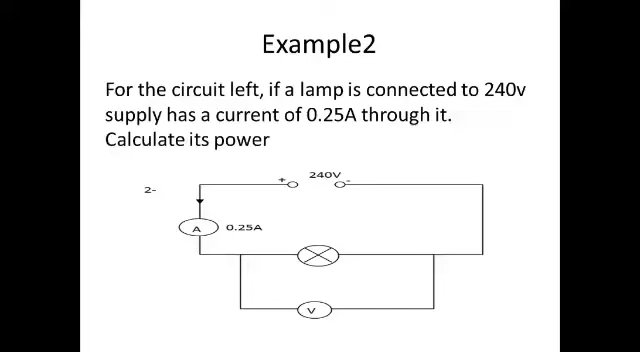 Example2
For the circuit left, if a lamp is connected to 240v
supply has a current of 0.25A through it.
Calculate its power
240V
+ -
2-
A 0.25A
V